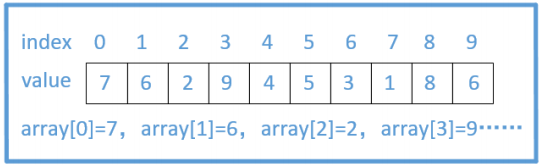 index 0 1 2 3 4 5 6 7 8 9
value 7 6 2 9 4 5 3 1 8 6
array[0]=7，array[1]=6，array[2]=2，array[3]=9……